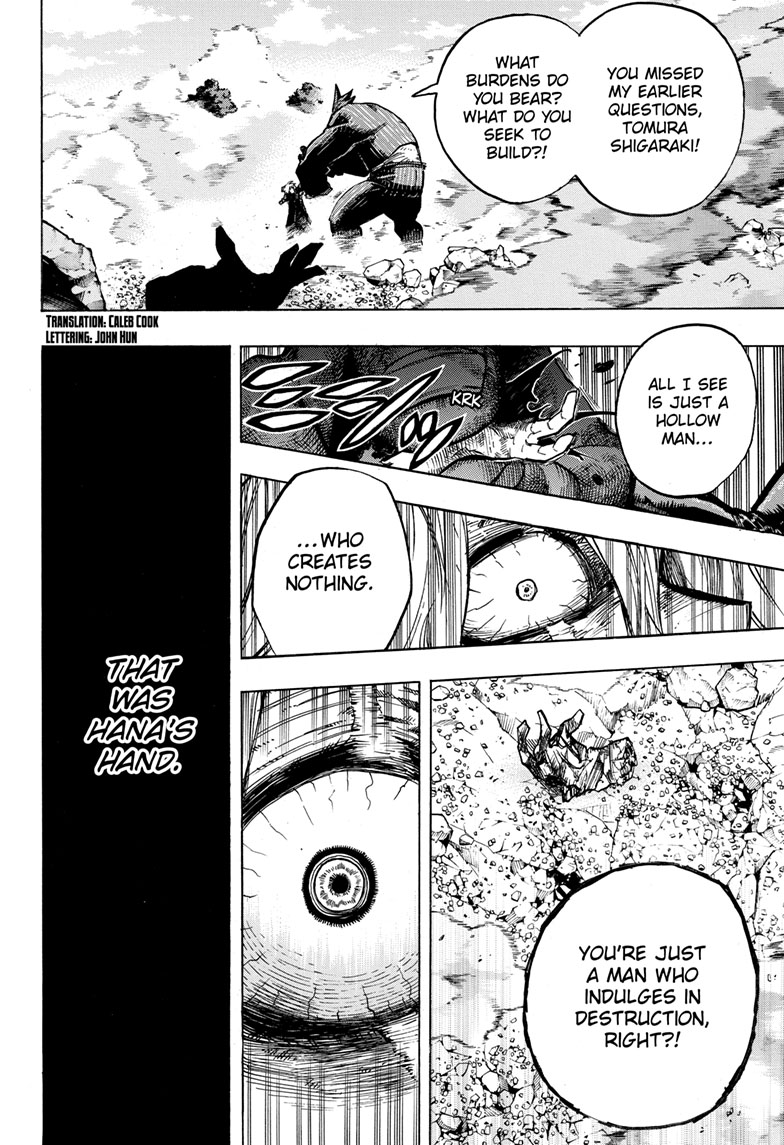 YOU MISSED
MY EARLIER
QUESTIONS,
TOMURA
SHIGARAKI!
WHAT
BURDENS DO
YOU BEAR?
WHAT DO YOU
SEEK TO
BUILD?!
TRANSLATION: CALEB COOK
LETTERING: JOHN HUN
ALL I SEE
IS JUST A
HOLLOW
MAN...
KRK
...WHO
CREATES
NOTHING.
YOU'RE JUST
A MAN WHO
INDULGES IN
DESTRUCTION,
RIGHT?!
THAT
WAS
HANA'S
HAND.